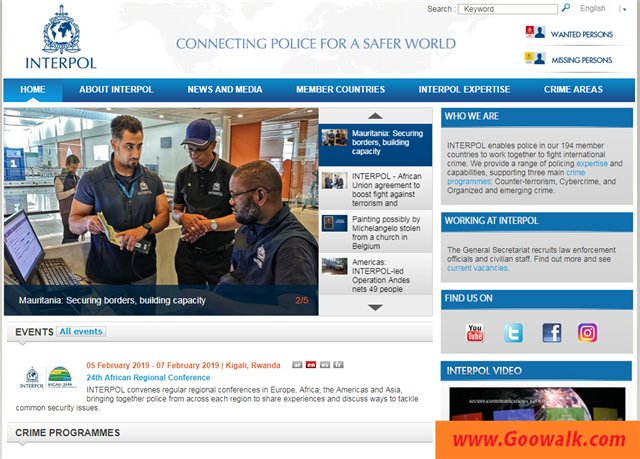 Search :
Keyword
English
INTERPOL
CONNECTING POLICE FOR A SAFER WORLD
WANTED PERSONS
MISSING PERSONS
HOME
ABOUT INTERPOL
NEWS AND MEDIA
MEMBER COUNTRIES
INTERPOL EXPERTISE
CRIME AREAS
Mauritania: Securing borders, building capacity
2/5
Mauritania: Securing
borders, building
capacity
INTERPOL - African
Union agreement to
boost fight against
terrorism and
Painting possibly by
Michelangelo stolen
from a church in
Belgium
Americas:
INTERPOL-led
Operation Andes
nets 49 people
WHO WE ARE
INTERPOL enables police in our 194 member
countries to work together to fight international
crime. We provide a range of policing expertise and
capabilities, supporting three main crime
programmes: Counter-terrorism, Cybercrime, and
Organized and emerging crime.
WORKING AT INTERPOL
The General Secretariat recruits law enforcement
officials and civilian staff. Find out more and see
current vacancies.
FIND US ON
You
Tube
INTERPOL VIDEO
EVENTS
All events
05 February 2019 - 07 February 2019 | Kigali, Rwanda
ar
en
es
fr
24th African Regional Conference
INTERPOL convenes regular regional conferences in Europe, Africa, the Americas and Asia,
bringing together police from across each region to share experiences and discuss ways to tackle
common security issues.
CRIME PROGRAMMES
www.Goowalk.com